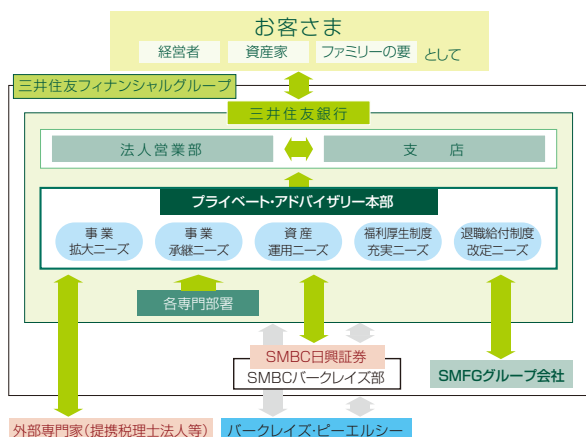 お客さま
経営者 資産家 ファミリーの要 として
三井住友フィナンシャルグループ
三井住友銀行
法人営業部 支 店
プライベート・アドバイザリー本部
事業 事業 資産 福利厚生制度 退職給付制度
拡大ニーズ 承継ニーズ 運用ニーズ 充実ニーズ 改定ニーズ
各専門部署
SMBC日興証券
SMBCバークレイズ部
SMFGグループ会社
外部専門家(提携税理士法人等) バークレイズ・ピーエルシー